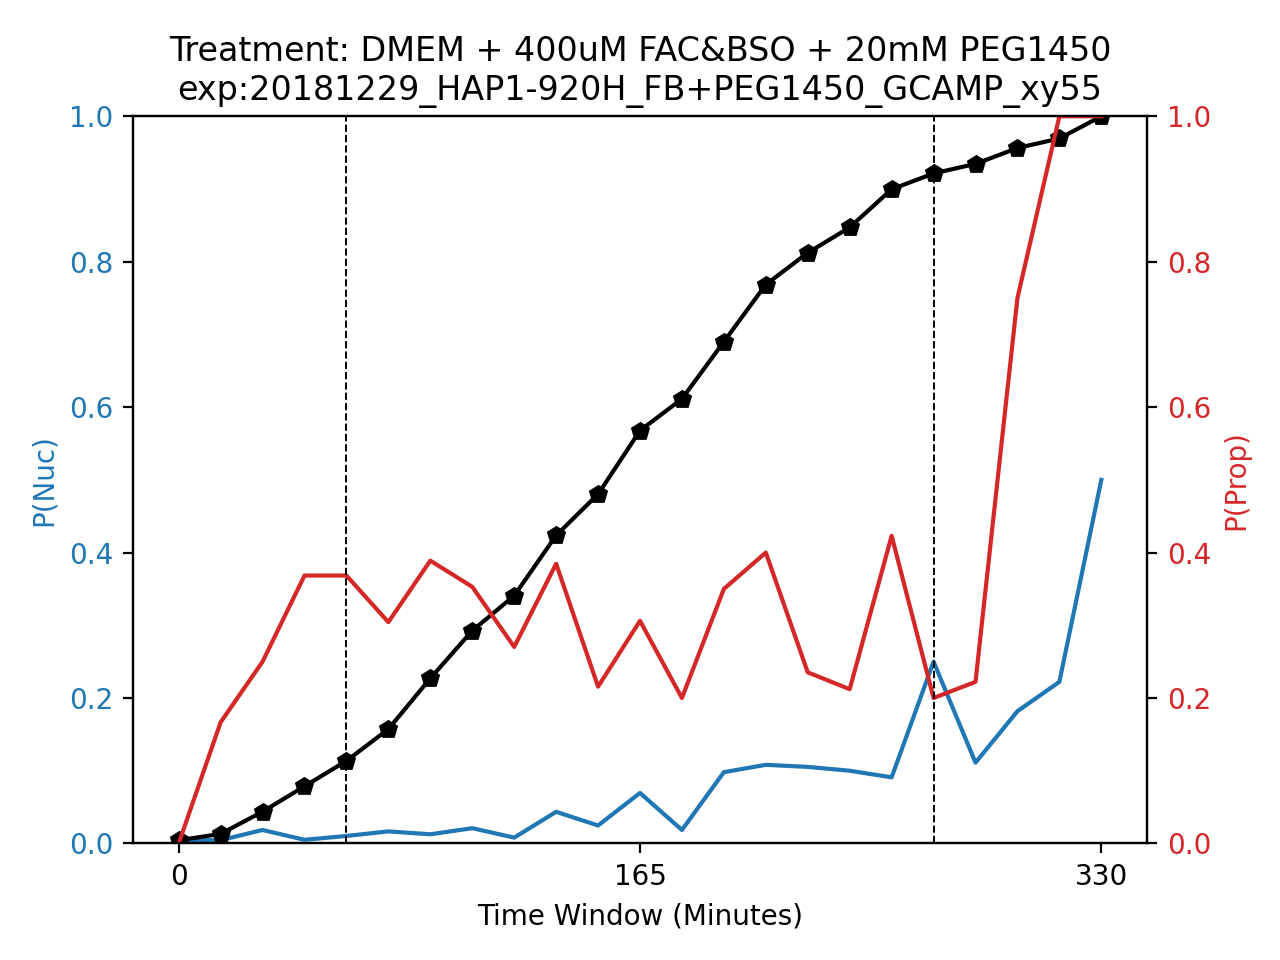 Treatment: DMEM + 400uM FAC&BSO + 20mM PEG1450
exp:20181229_HAP1-920H_FB+PEG1450_GCAMP_xy55
1.0
0.8
0.6
0.4
0.2
0.0
P(Nuc)
1.0
0.8
0.6
0.4
0.2
0.0
P(Prop)
0 165 330
Time Window (Minutes)